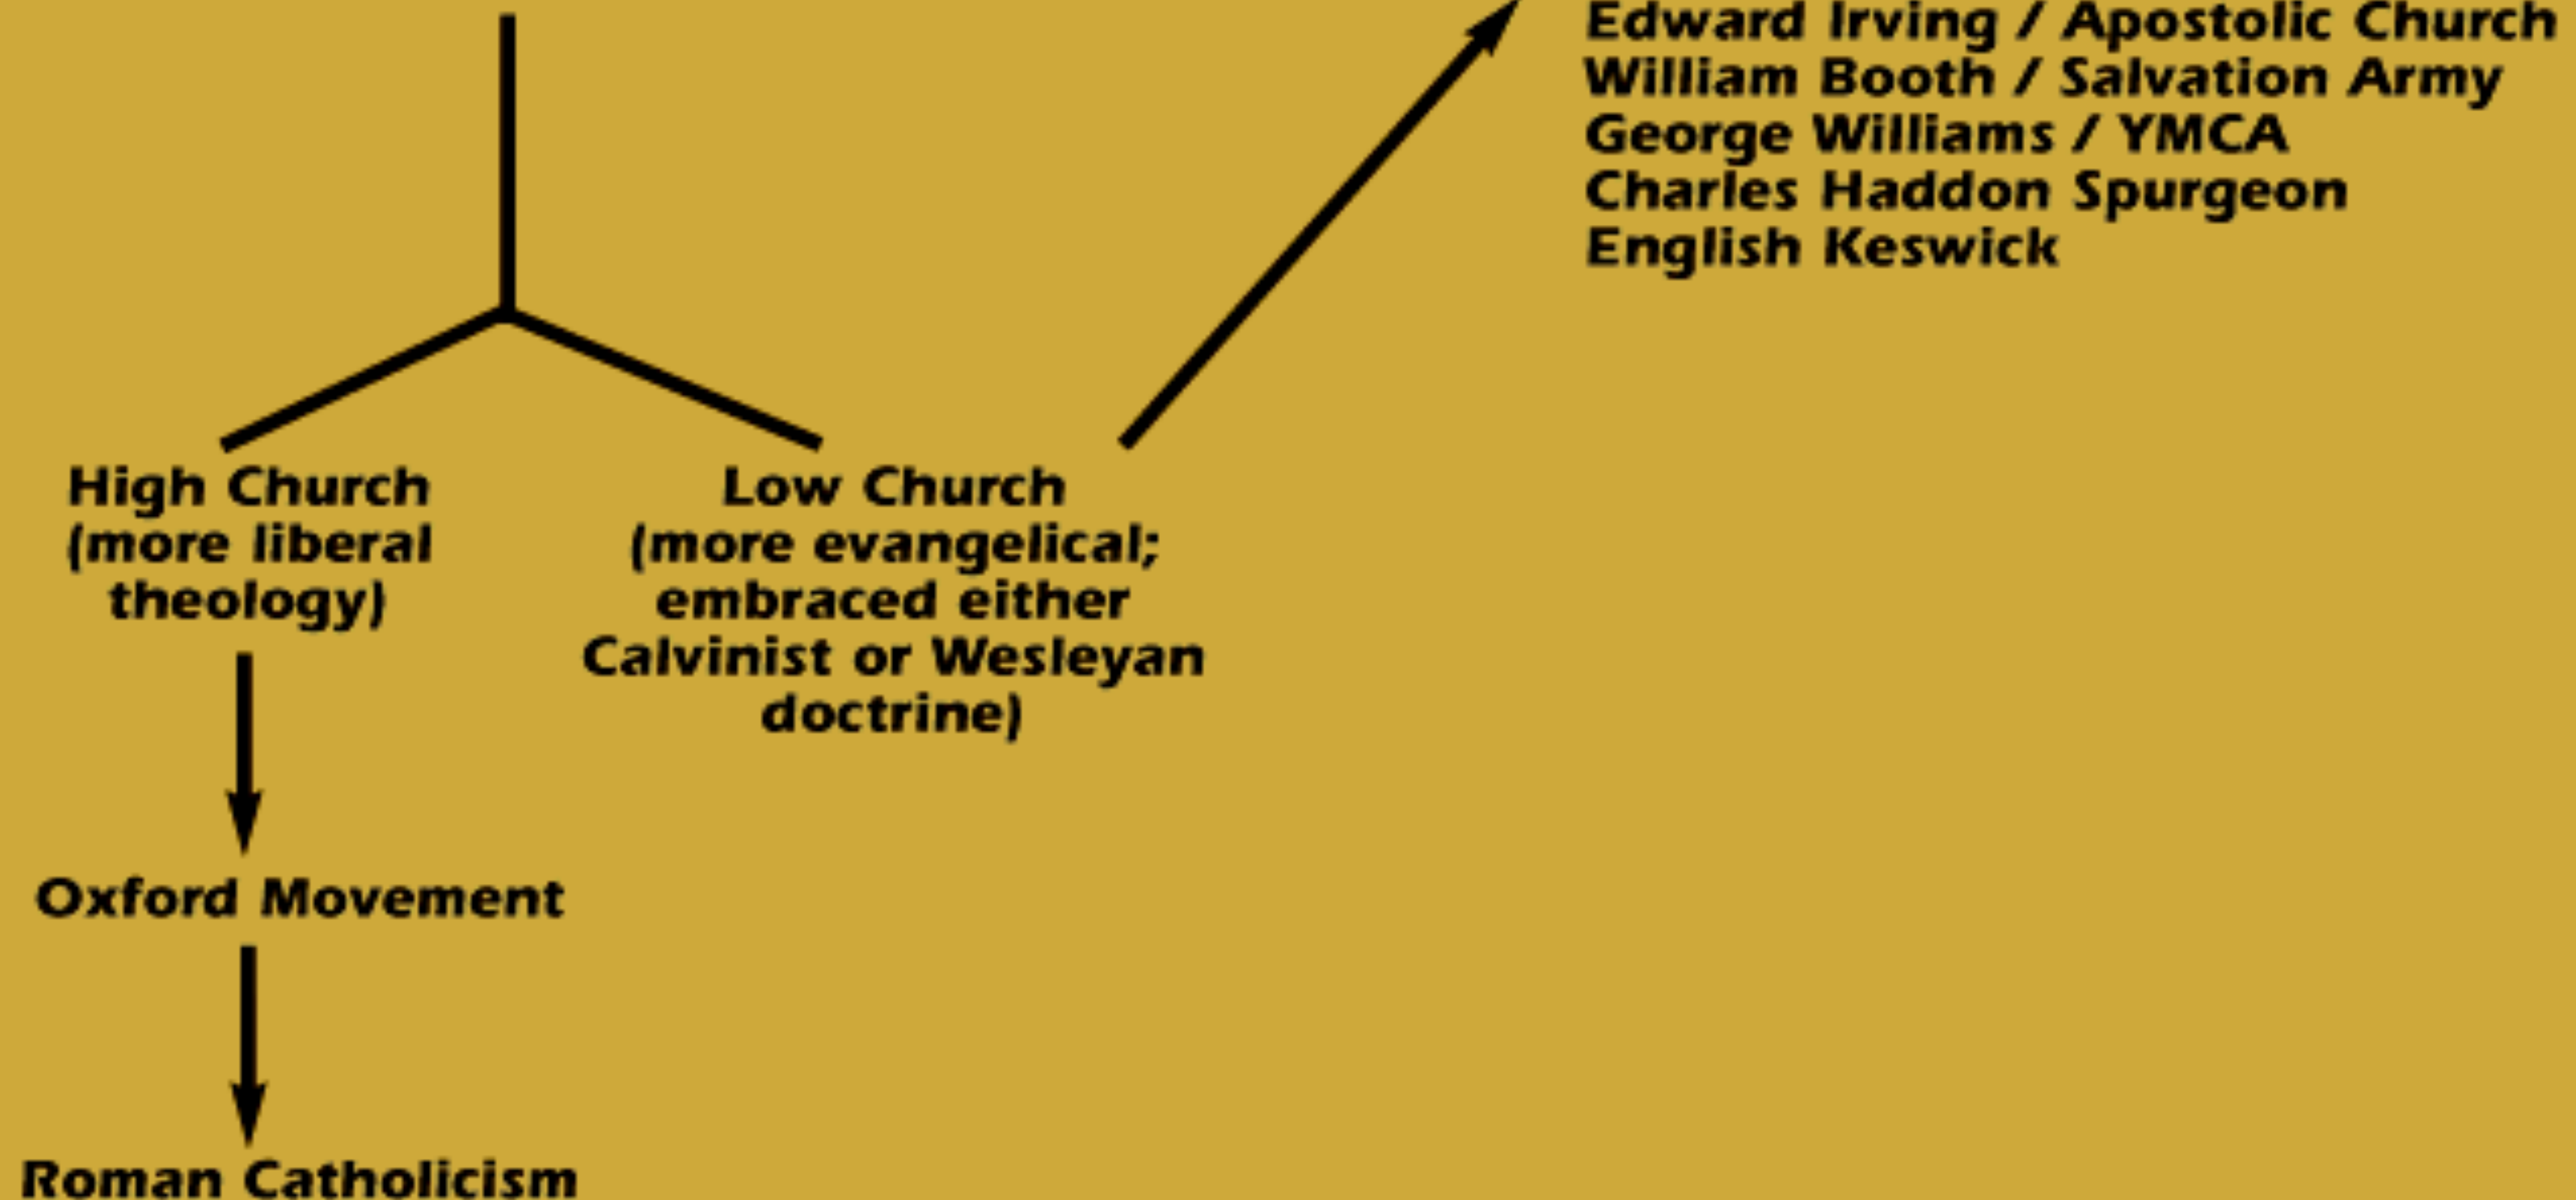 Edward Irving / Apostolic Church
William Booth / Salvation Army
George Williams / YMCA
Charles Haddon Spurgeon
English Keswick
High Church
(more liberal
theology)
Low Church
(more evangelical;
embraced either
Calvinist or Wesleyan
doctrine)
Oxford Movement
Roman Catholicism